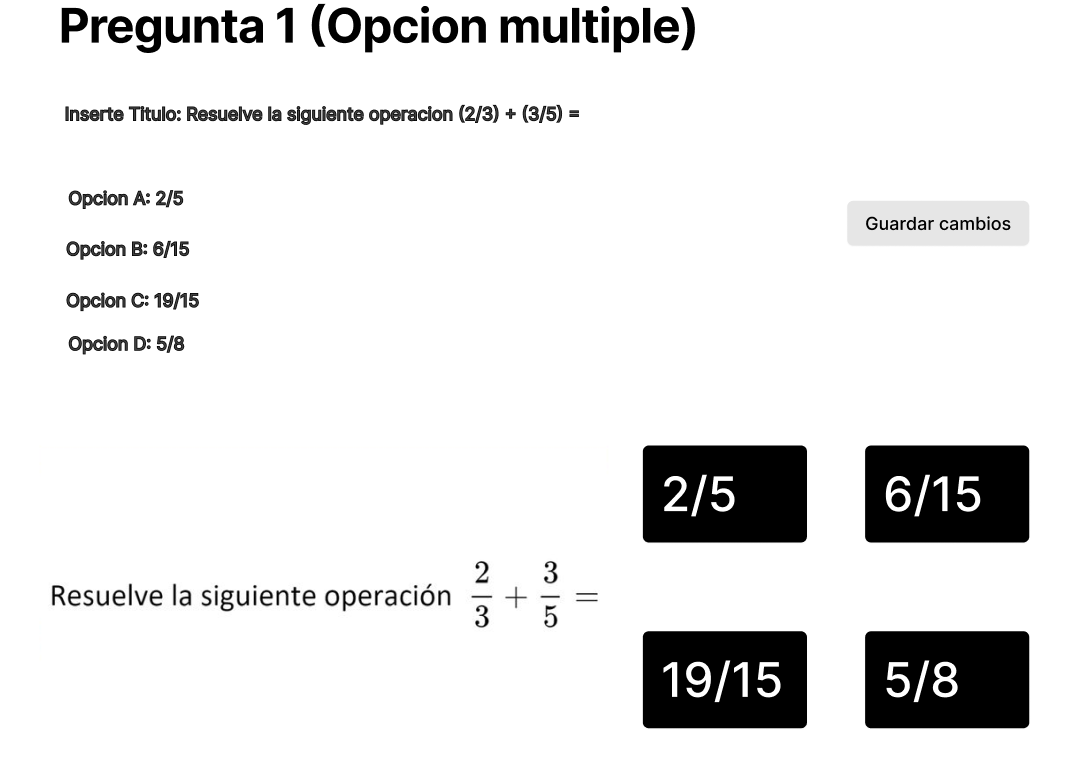 Pregunta 1 (Opcion multiple)
Inserte Titulo: Resuelve la siguiente operacion (2/3) + (3/5) =
Opcion A: 2/5
Guardar cambios
Opcion B: 6/15
Opcion C: 19/15
Opcion D: 5/8
2/5
6/15
Resuelve la siguiente operación 2/3 + 3/5 =
19/15
5/8